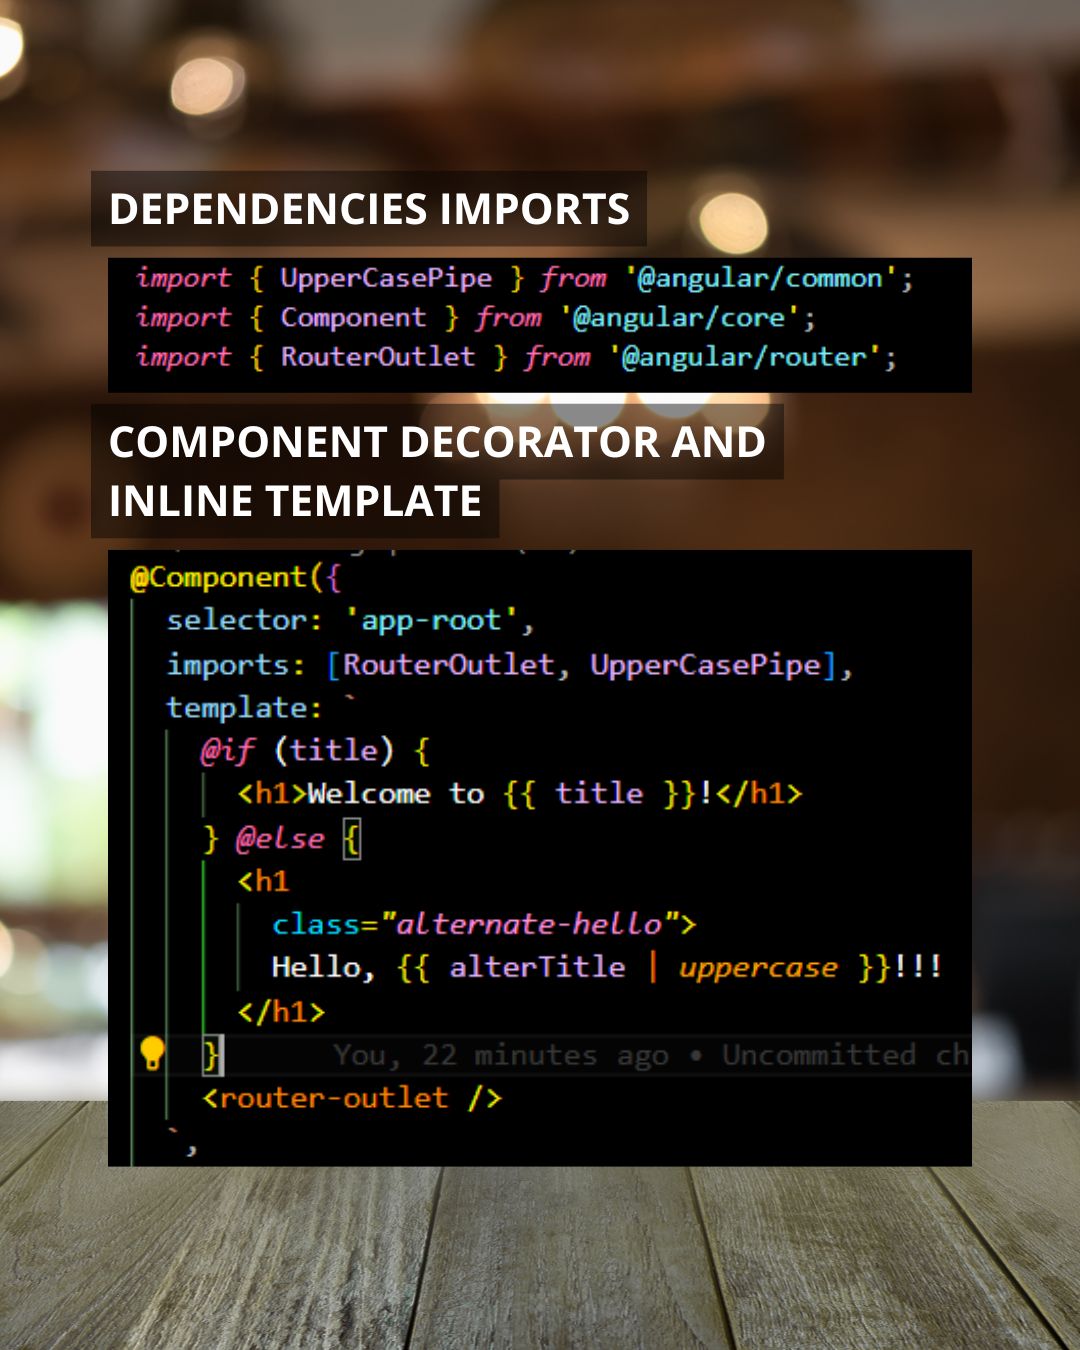 DEPENDENCIES IMPORTS
import { UpperCasePipe } from '@angular/common';
import { Component } from '@angular/core';
import { RouterOutlet } from '@angular/router';
COMPONENT DECORATOR AND
INLINE TEMPLATE
@Component({
selector: 'app-root',
imports: [RouterOutlet, UpperCasePipe],
template: `
@if (title) {
<h1>Welcome to {{ title }}!</h1>
} @else {
<h1
class="alternate-hello">
Hello, {{ alterTitle | uppercase }}!!!
</h1>
} You, 22 minutes ago • Uncommitted ch
<router-outlet />
`,